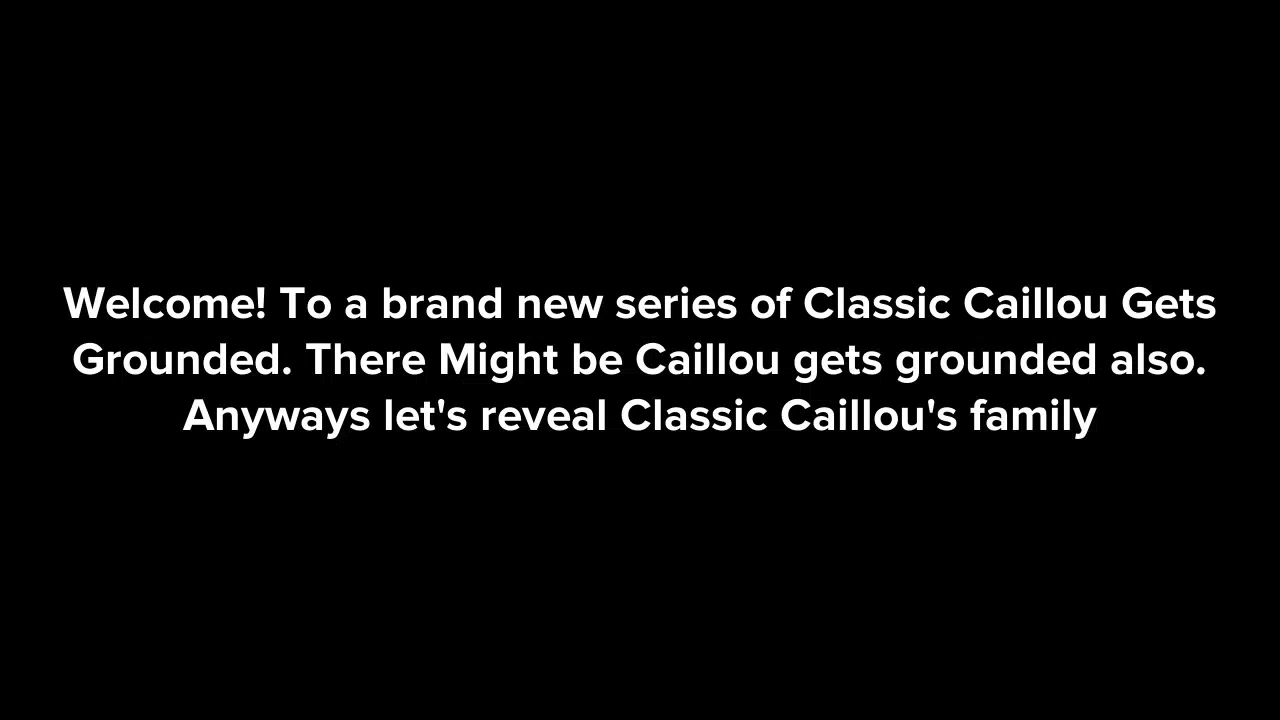 Welcome! To a brand new series of Classic Caillou Gets
Grounded. There Might be Caillou gets grounded also.
Anyways let's reveal Classic Caillou's family